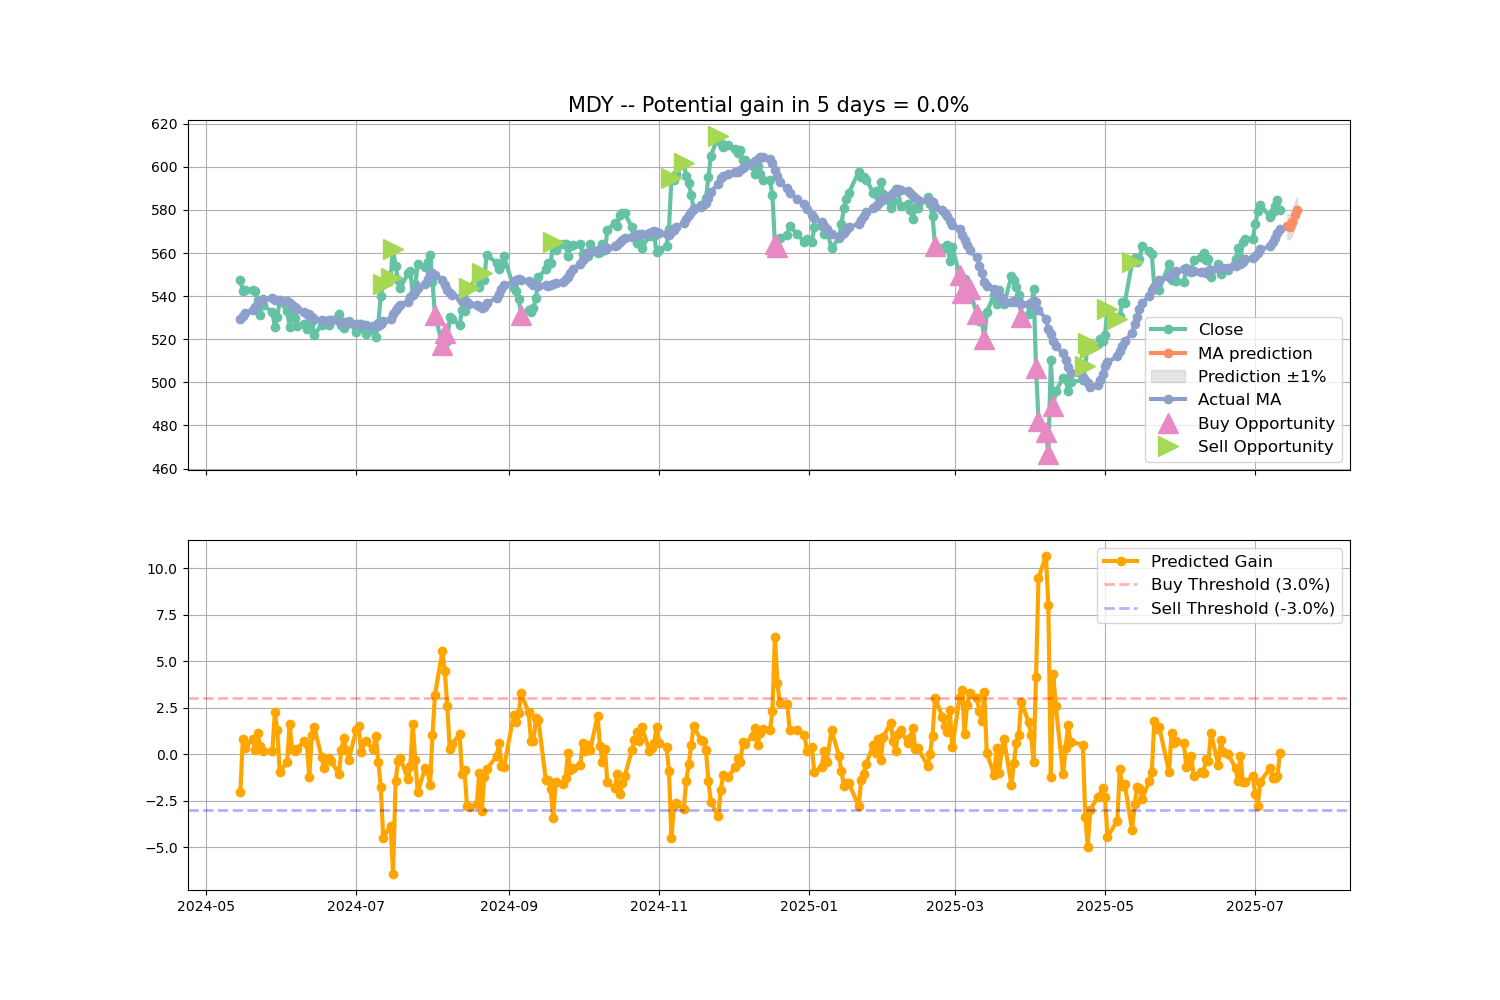 MDY -- Potential gain in 5 days = 0.0%
620
600
580
560
540
520
500
480
460
Close
MA prediction
Prediction ±1%
Actual MA
Buy Opportunity
Sell Opportunity
10.0
7.5
5.0
2.5
0.0
−2.5
−5.0
Predicted Gain
Buy Threshold (3.0%)
Sell Threshold (-3.0%)
2024-05
2024-07
2024-09
2024-11
2025-01
2025-03
2025-05
2025-07